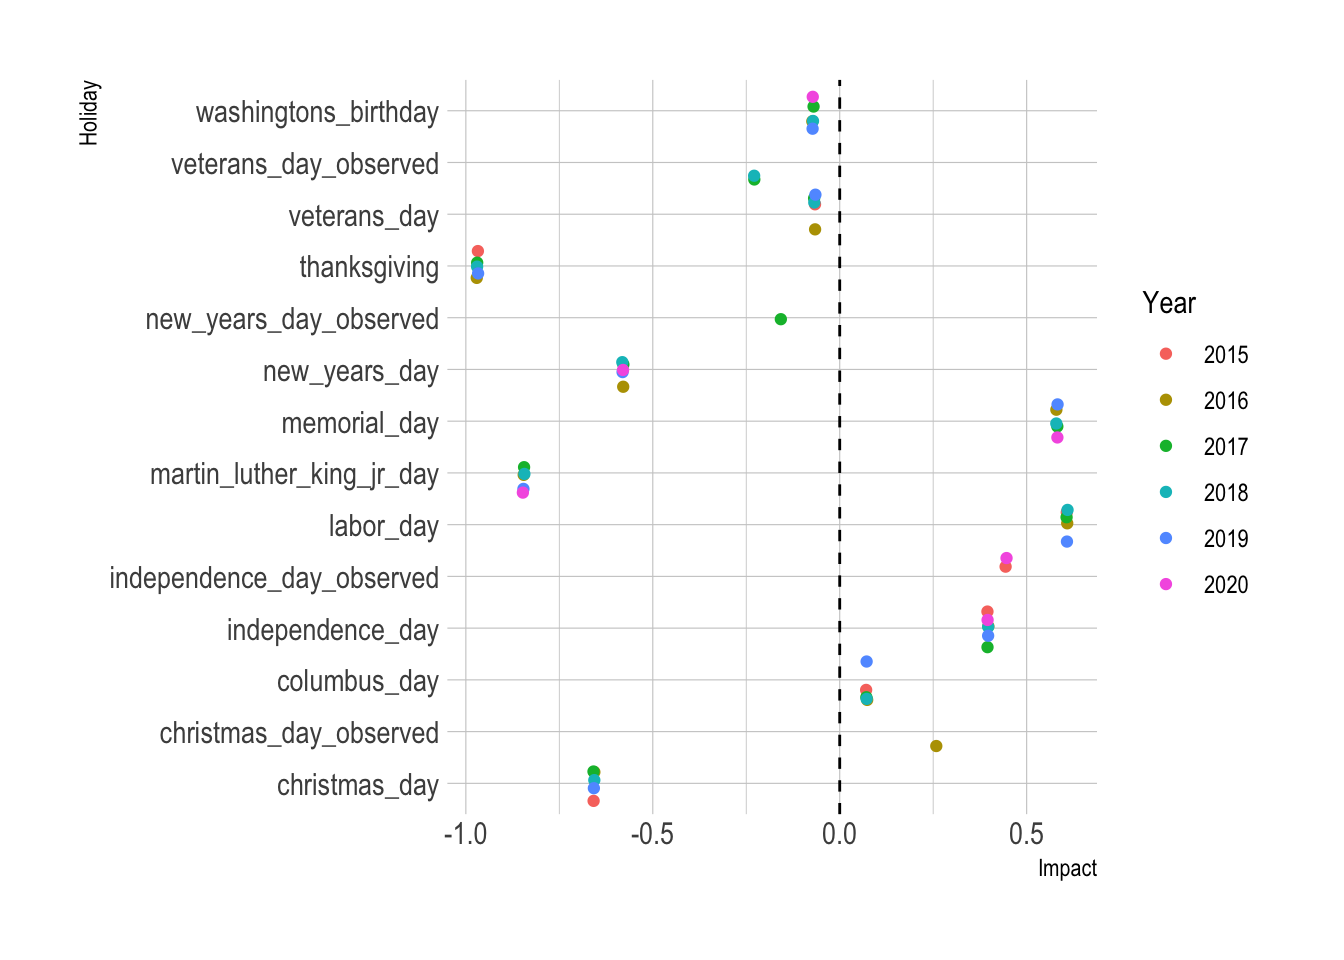 Holiday
washingtons_birthday
veterans_day_observed
veterans_day
thanksgiving
new_years_day_observed
new_years_day
memorial_day
martin_luther_king_jr_day
labor_day
independence_day_observed
independence_day
columbus_day
christmas_day_observed
christmas_day
-1.0 -0.5 0.0 0.5
Impact
Year
2015
2016
2017
2018
2019
2020